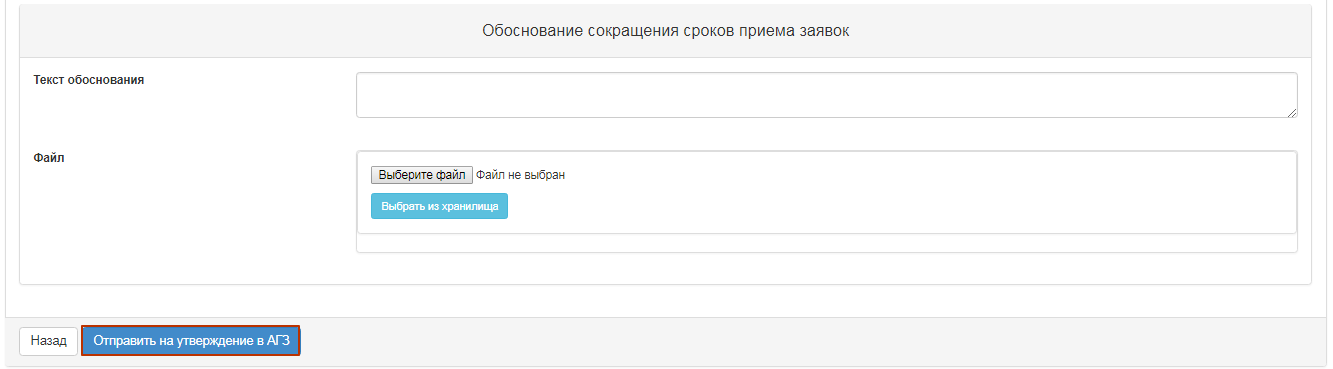 Обоснование сокращения сроков приема заявок
Текст обоснования
Файл
Выберите файл Файл не выбран
Выбрать из хранилища
Назад Отправить на утверждение в АГЗ